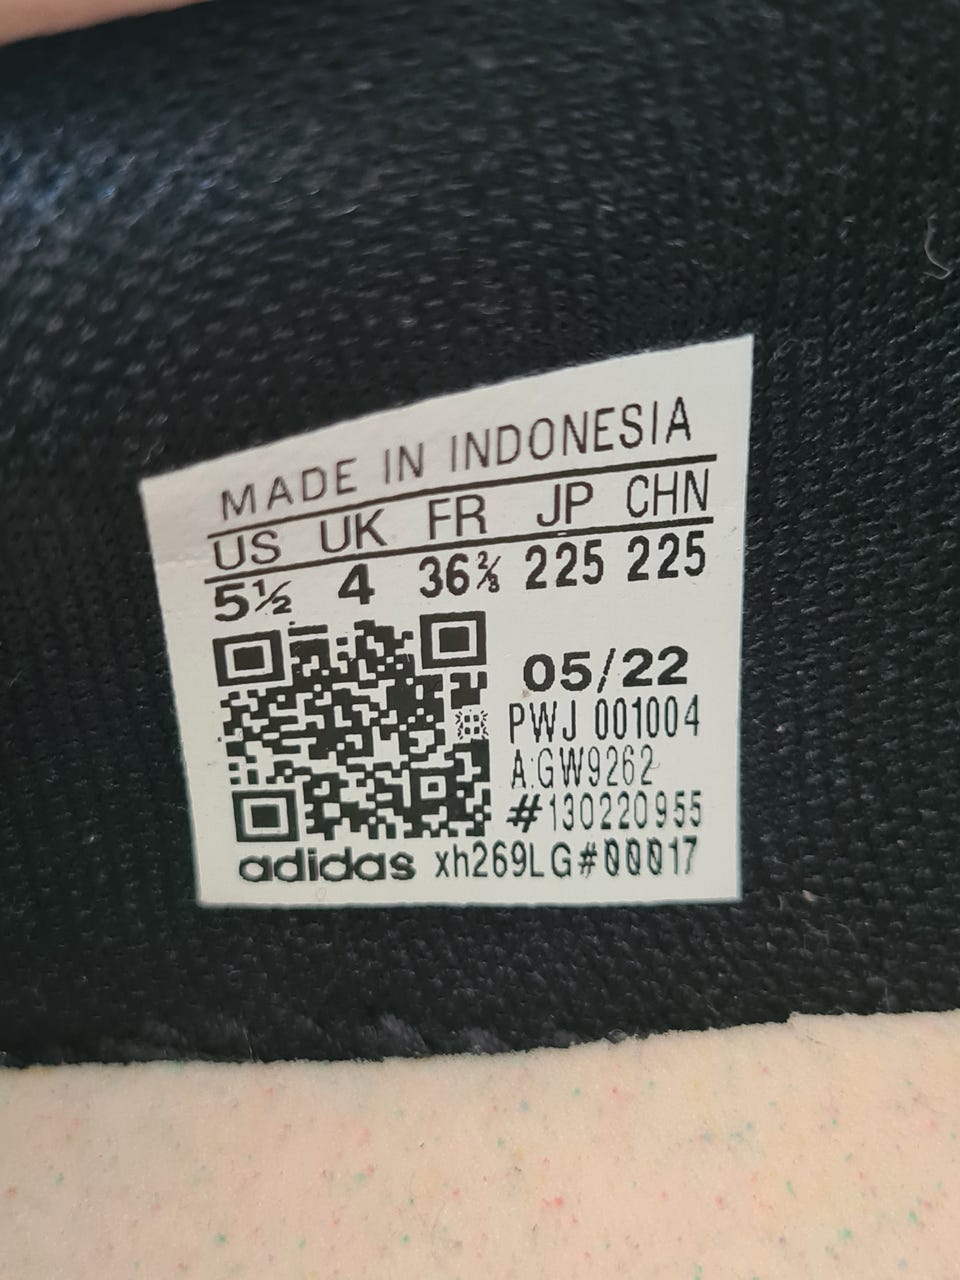 MADE IN INDONESIA
US UK FR JP CHN
5½ 4 36⅔ 225 225
05/22
PWJ 001004
A:GW9262
#130220955
adidas xh269LG#00017